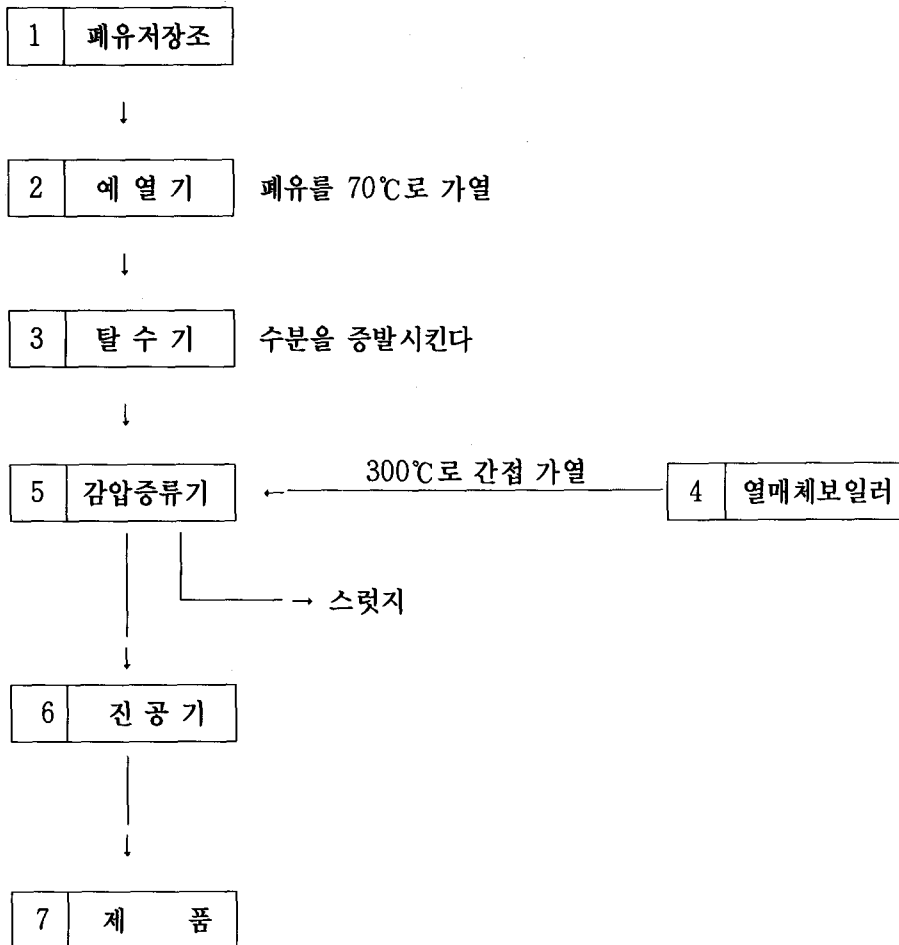 1 폐유저장조
↓
2 예 열 기 폐유를 70℃로 가열
↓
3 탈 수 기 수분을 증발시킨다
↓
5 감압증류기 ← 300℃로 간접 가열 4 열매체보일러
→ 스럿지
↓
6 진 공 기
↓
7 제 품